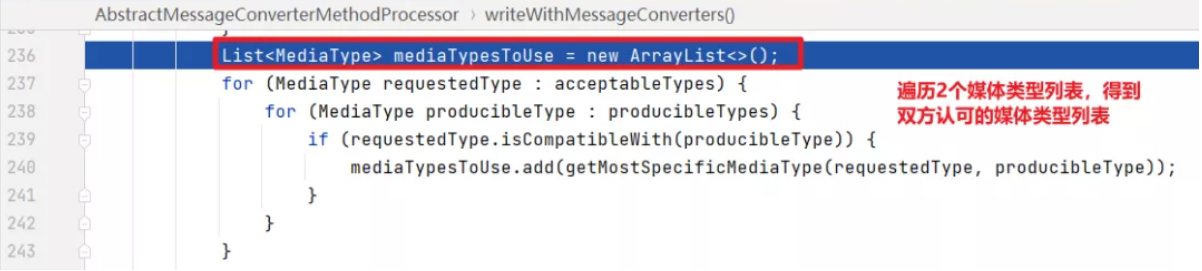 AbstractMessageConverterMethodProcessor › writeWithMessageConverters()
236 List<MediaType> mediaTypesToUse = new ArrayList<>();
237 for (MediaType requestedType : acceptableTypes) {
238 for (MediaType producibleType : producibleTypes) {
239 if (requestedType.isCompatibleWith(producibleType)) {
240 mediaTypesToUse.add(getMostSpecificMediaType(requestedType, producibleType));
241 }
242 }
243 }
遍历2个媒体类型列表，得到
双方认可的媒体类型列表